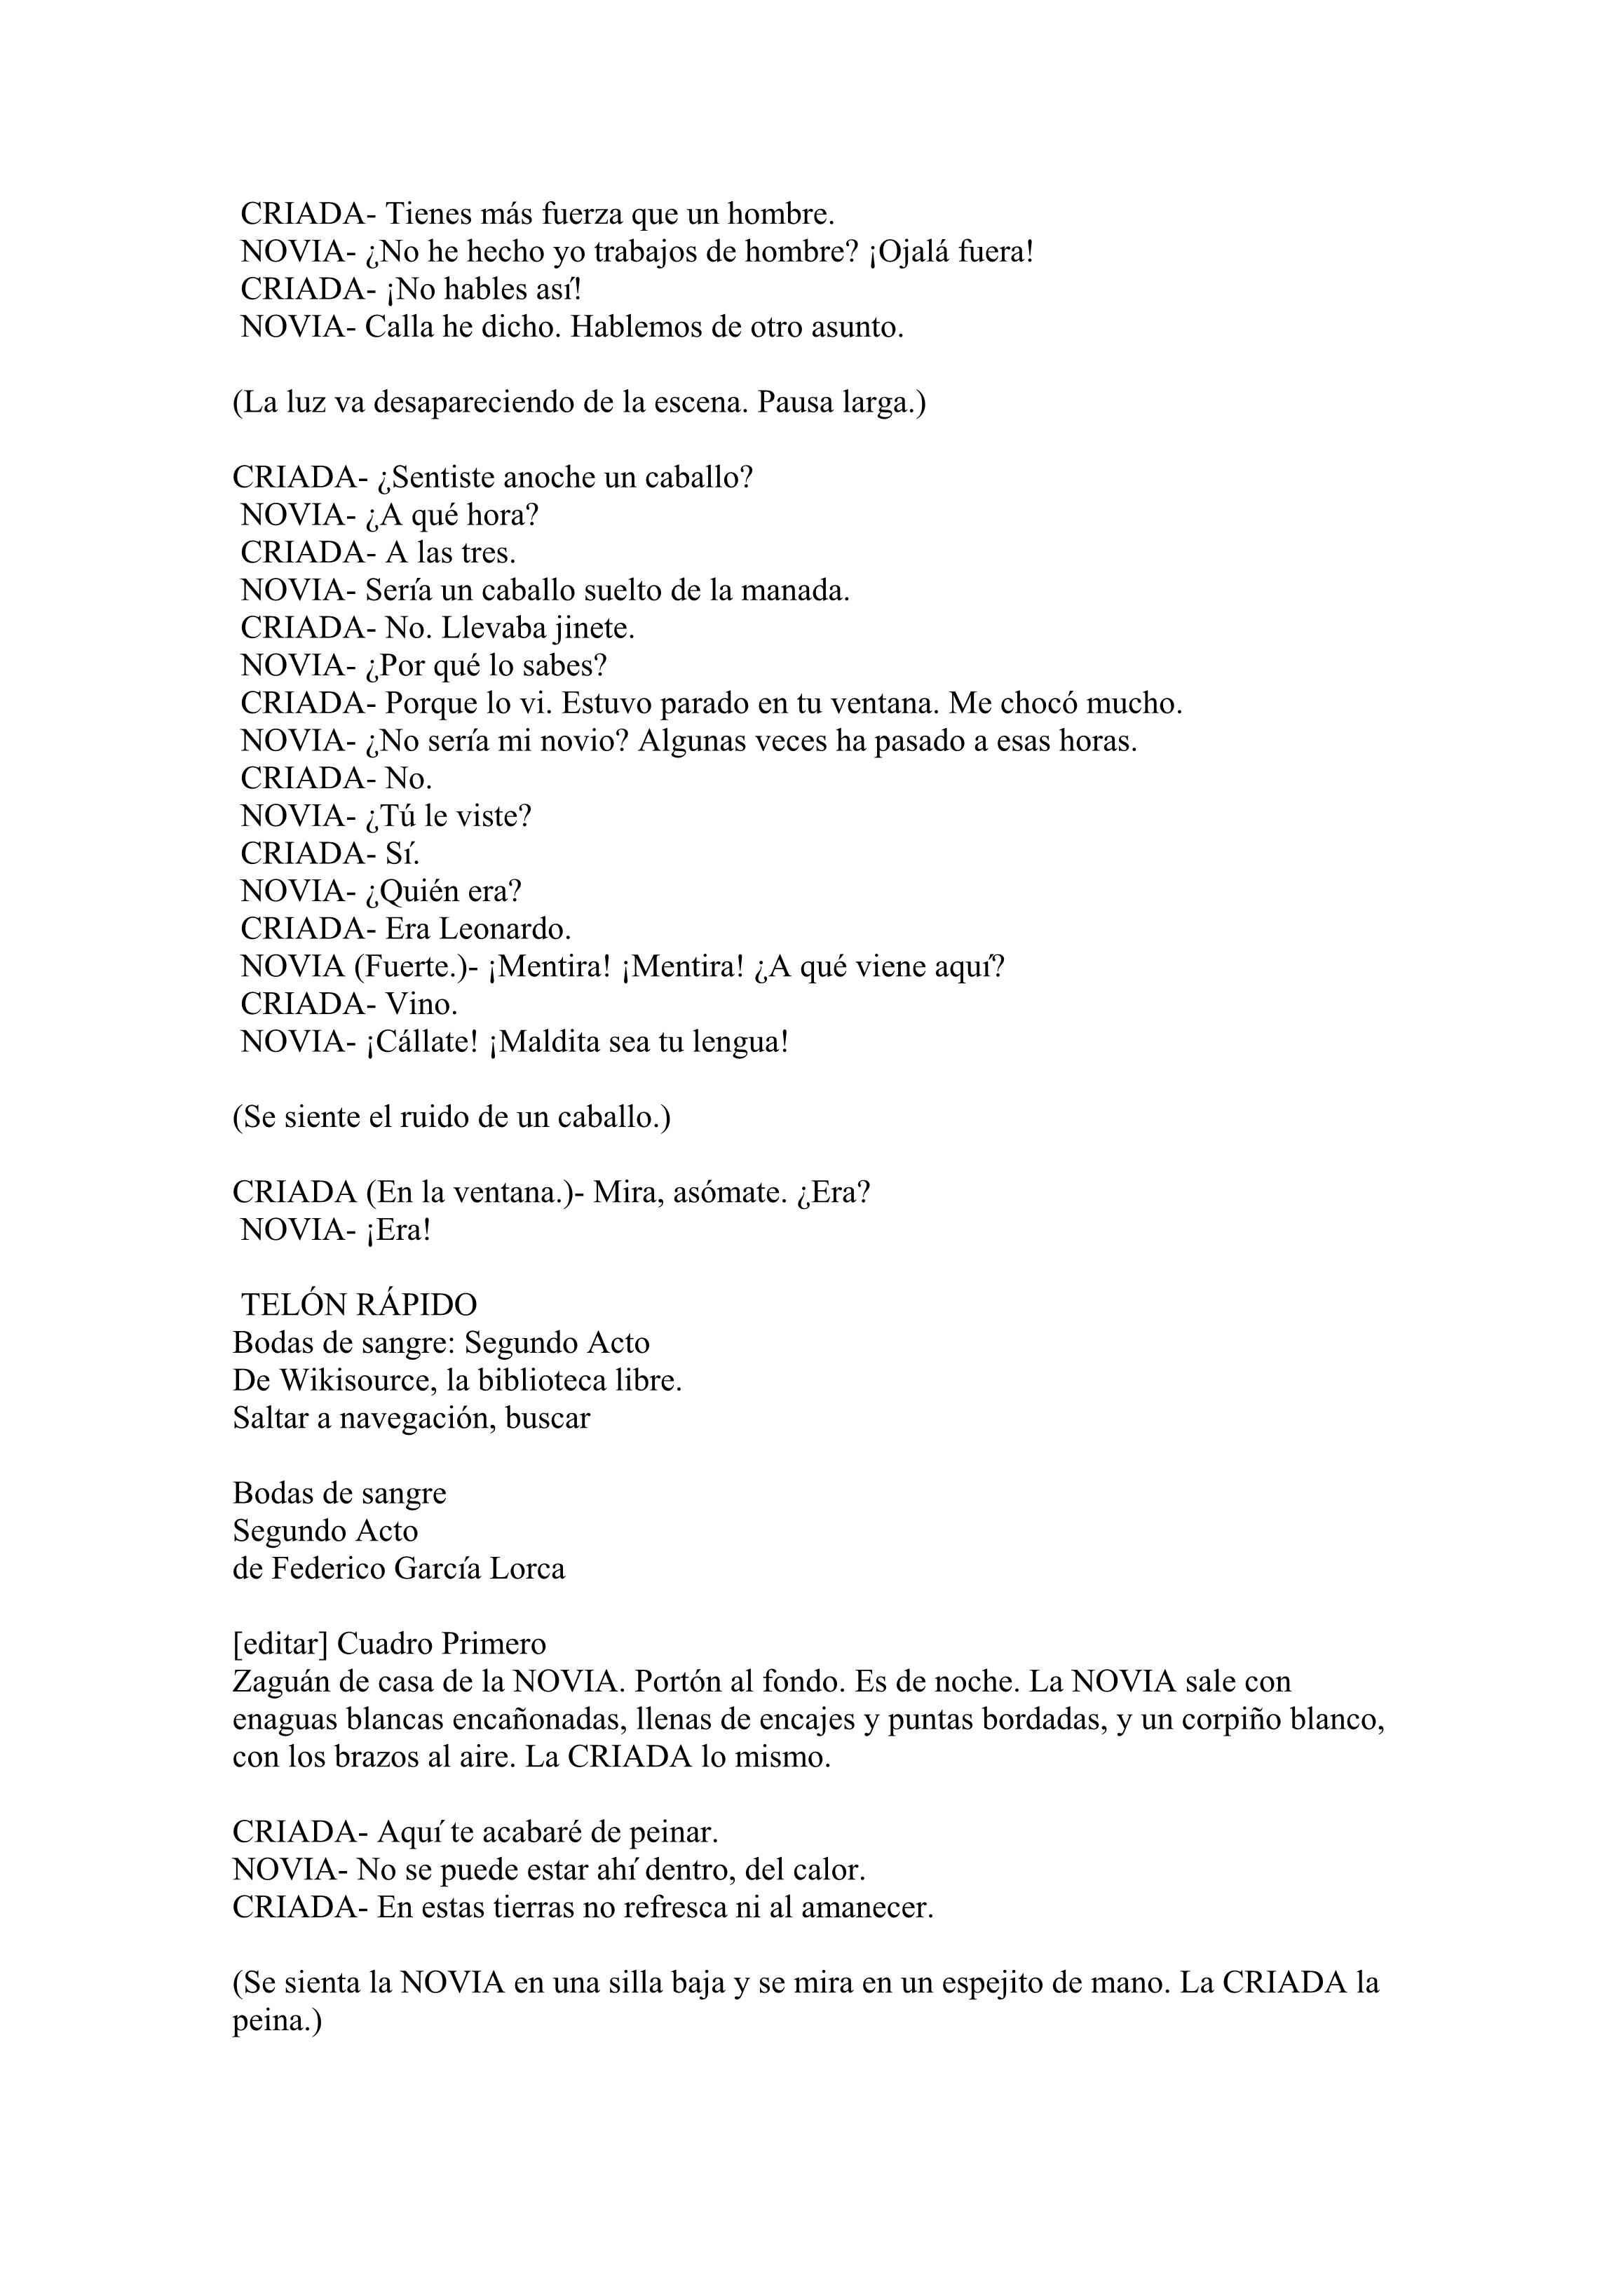 CRIADA- Tienes más fuerza que un hombre.
NOVIA- ¿No he hecho yo trabajos de hombre? ¡Ojalá fuera!
CRIADA- ¡No hables así!
NOVIA- Calla he dicho. Hablemos de otro asunto.

(La luz va desapareciendo de la escena. Pausa larga.)

CRIADA- ¿Sentiste anoche un caballo?
NOVIA- ¿A qué hora?
CRIADA- A las tres.
NOVIA- Sería un caballo suelto de la manada.
CRIADA- No. Llevaba jinete.
NOVIA- ¿Por qué lo sabes?
CRIADA- Porque lo vi. Estuvo parado en tu ventana. Me chocó mucho.
NOVIA- ¿No sería mi novio? Algunas veces ha pasado a esas horas.
CRIADA- No.
NOVIA- ¿Tú le viste?
CRIADA- Sí.
NOVIA- ¿Quién era?
CRIADA- Era Leonardo.
NOVIA (Fuerte.)- ¡Mentira! ¡Mentira! ¿A qué viene aquí?
CRIADA- Vino.
NOVIA- ¡Cállate! ¡Maldita sea tu lengua!

(Se siente el ruido de un caballo.)

CRIADA (En la ventana.)- Mira, asómate. ¿Era?
NOVIA- ¡Era!

TELÓN RÁPIDO
Bodas de sangre: Segundo Acto
De Wikisource, la biblioteca libre.
Saltar a navegación, buscar

Bodas de sangre
Segundo Acto
de Federico García Lorca

[editar] Cuadro Primero
Zaguán de casa de la NOVIA. Portón al fondo. Es de noche. La NOVIA sale con
enaguas blancas encañonadas, llenas de encajes y puntas bordadas, y un corpiño blanco,
con los brazos al aire. La CRIADA lo mismo.

CRIADA- Aquí te acabaré de peinar.
NOVIA- No se puede estar ahí dentro, del calor.
CRIADA- En estas tierras no refresca ni al amanecer.

(Se sienta la NOVIA en una silla baja y se mira en un espejito de mano. La CRIADA la
peina.)